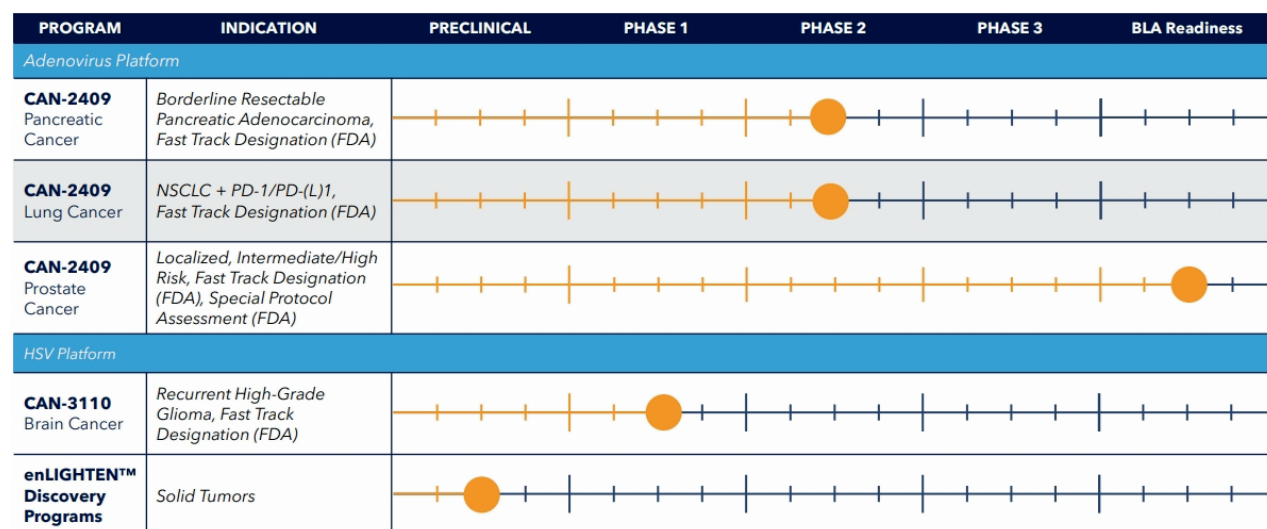 PROGRAM INDICATION PRECLINICAL PHASE 1 PHASE 2 PHASE 3 BLA Readiness
Adenovirus Platform
CAN-2409
Pancreatic
Cancer
Borderline Resectable
Pancreatic Adenocarcinoma,
Fast Track Designation (FDA)
CAN-2409
Lung Cancer
NSCLC + PD-1/PD-(L)1,
Fast Track Designation (FDA)
CAN-2409
Prostate
Cancer
Localized, Intermediate/High
Risk, Fast Track Designation
(FDA), Special Protocol
Assessment (FDA)
HSV Platform
CAN-3110
Brain Cancer
Recurrent High-Grade
Glioma, Fast Track
Designation (FDA)
enLIGHTEN™
Discovery
Programs
Solid Tumors